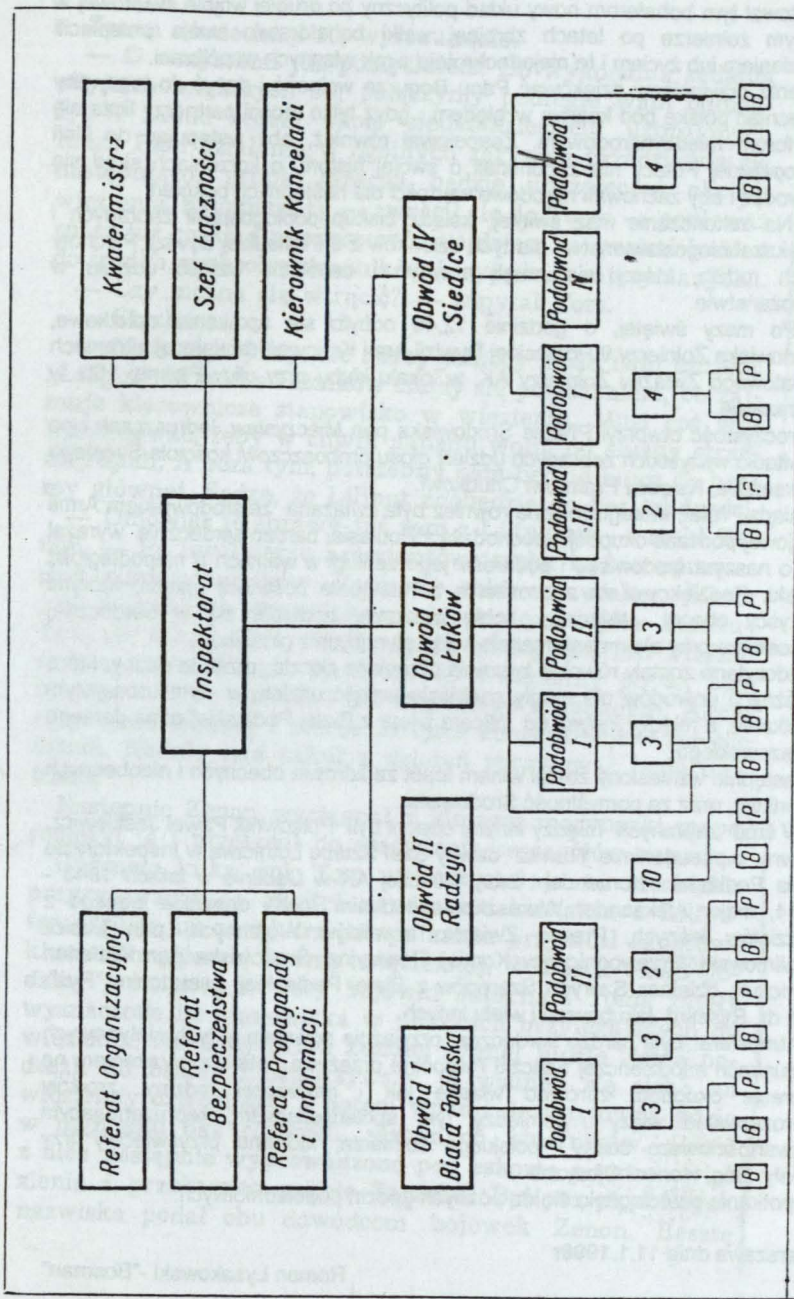 Referat Organizacyjny
Referat
Bezpieczeństwa
Referat Propagandy
i Informacji
Inspektorat
Kwatermistrz
Szef Łączności
Kierownik Kancelarii
Obwód I
Biała Podlaska
Obwód II
Radzyń
Obwód III
Łuków
Obwód IV
Siedlce
Podobwód
I
Podobwód
II
Podobwód
Podobwód
I
Podobwód
II
Podobwód
III
Podobwód
I
Podobwód
Podobwód
III
3 3 2 10 3 3 2 4
B P B P B P B P B P B P B P B P B P B P B P